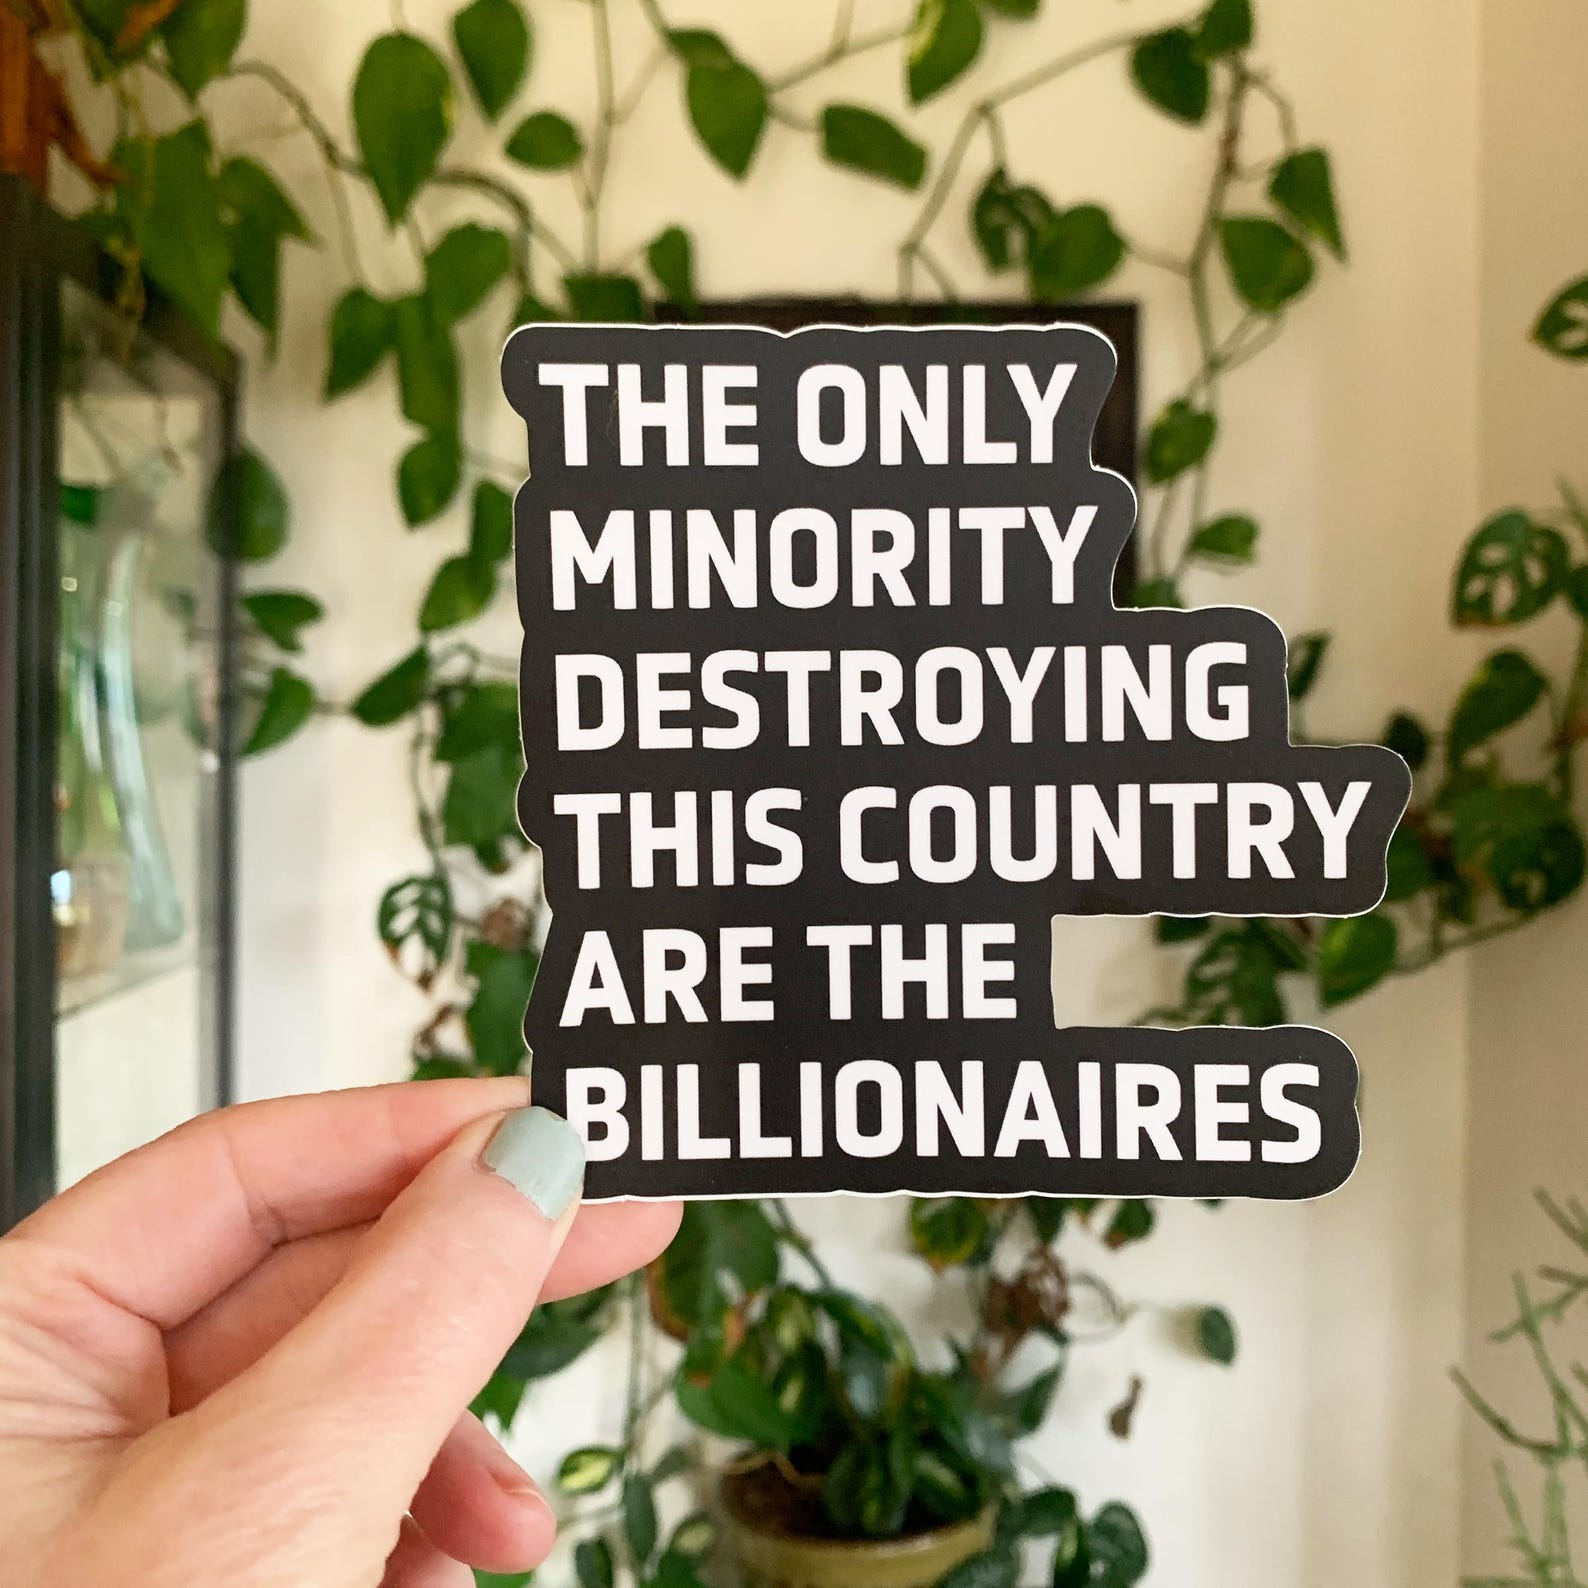 THE ONLY
MINORITY
DESTROYING
THIS COUNTRY
ARE THE
BILLIONAIRES